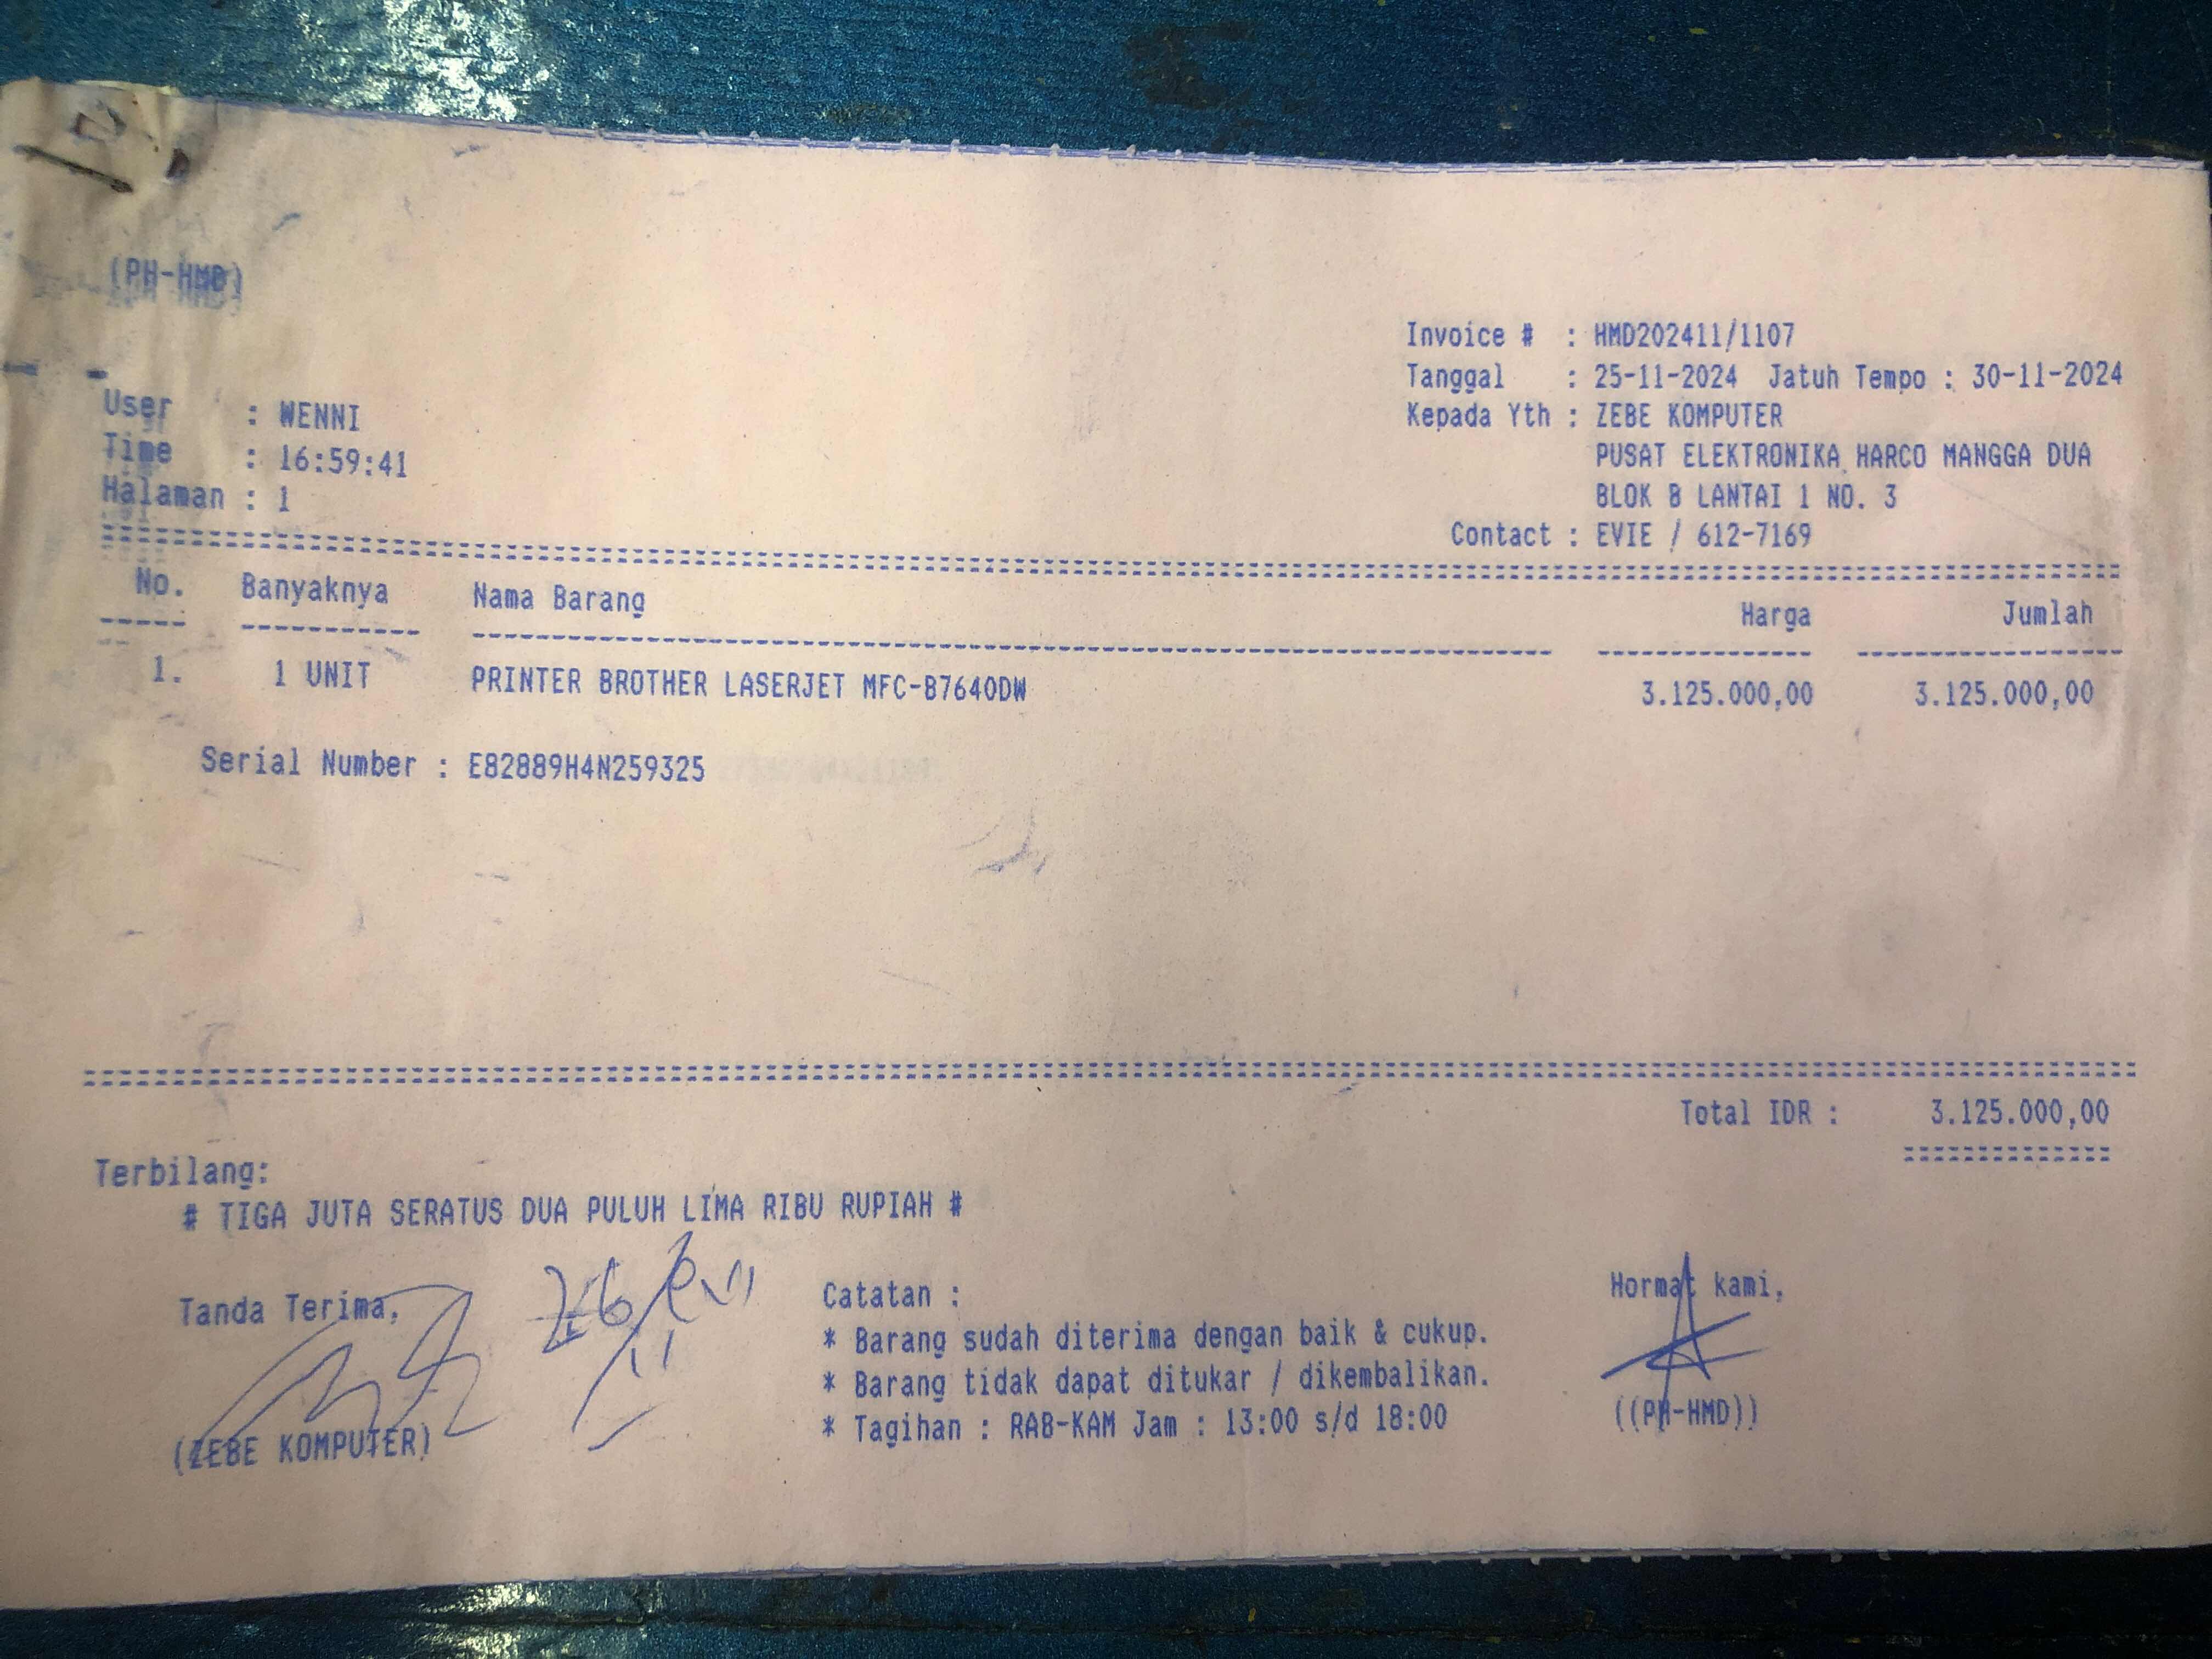 (PH-HMD)
Invoice # : HMD202411/1107
Tanggal : 25-11-2024 Jatuh Tempo : 30-11-2024
User : WENNI
Kepada Yth : ZEBE KOMPUTER
Time : 16:59:41
PUSAT ELEKTRONIKA HARCO MANGGA DUA
Halaman : 1
BLOK B LANTAI 1 NO. 3
Contact : EVIE / 612-7169
No. Banyaknya Nama Barang Harga Jumlah
1. 1 UNIT PRINTER BROTHER LASERJET MFC-B7640DW 3.125.000,00 3.125.000,00
Serial Number : E82889H4N259325
Total IDR : 3.125.000,00
Terbilang:
# TIGA JUTA SERATUS DUA PULUH LIMA RIBU RUPIAH #
Tanda Terima,
Catatan :
Hormat kami,
* Barang sudah diterima dengan baik & cukup.
* Barang tidak dapat ditukar / dikembalikan.
* Tagihan : RAB-KAM Jam : 13:00 s/d 18:00
(ZEBE KOMPUTER)
((PH-HMD))